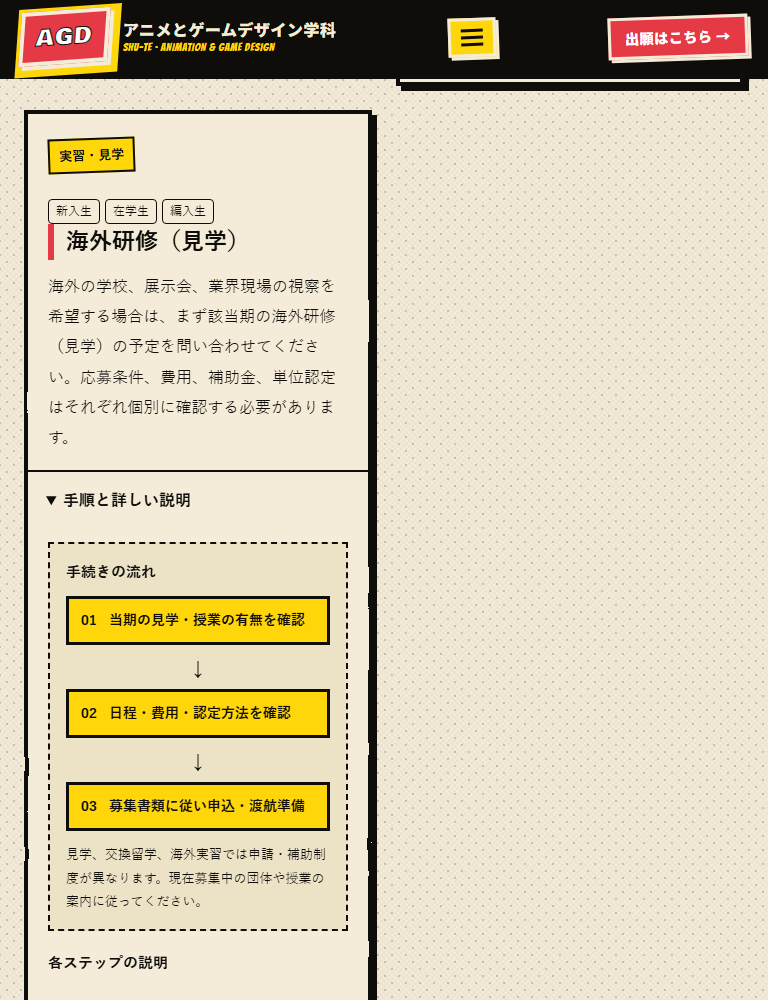 AGD
アニメとゲームデザイン学科
SHU-TE · ANIMATION & GAME DESIGN
出願はこちら →
実習・見学
新入生 在学生 編入生
海外研修（見学）
海外の学校、展示会、業界現場の視察を
希望する場合は、まず該当期の海外研修
（見学）の予定を問い合わせてくださ
い。応募条件、費用、補助金、単位認定
はそれぞれ個別に確認する必要がありま
す。
▼ 手順と詳しい説明
手続きの流れ
01 当期の見学・授業の有無を確認
↓
02 日程・費用・認定方法を確認
↓
03 募集書類に従い申込・渡航準備
見学、交換留学、海外実習では申請・補助制
度が異なります。現在募集中の団体や授業の
案内に従ってください。
各ステップの説明